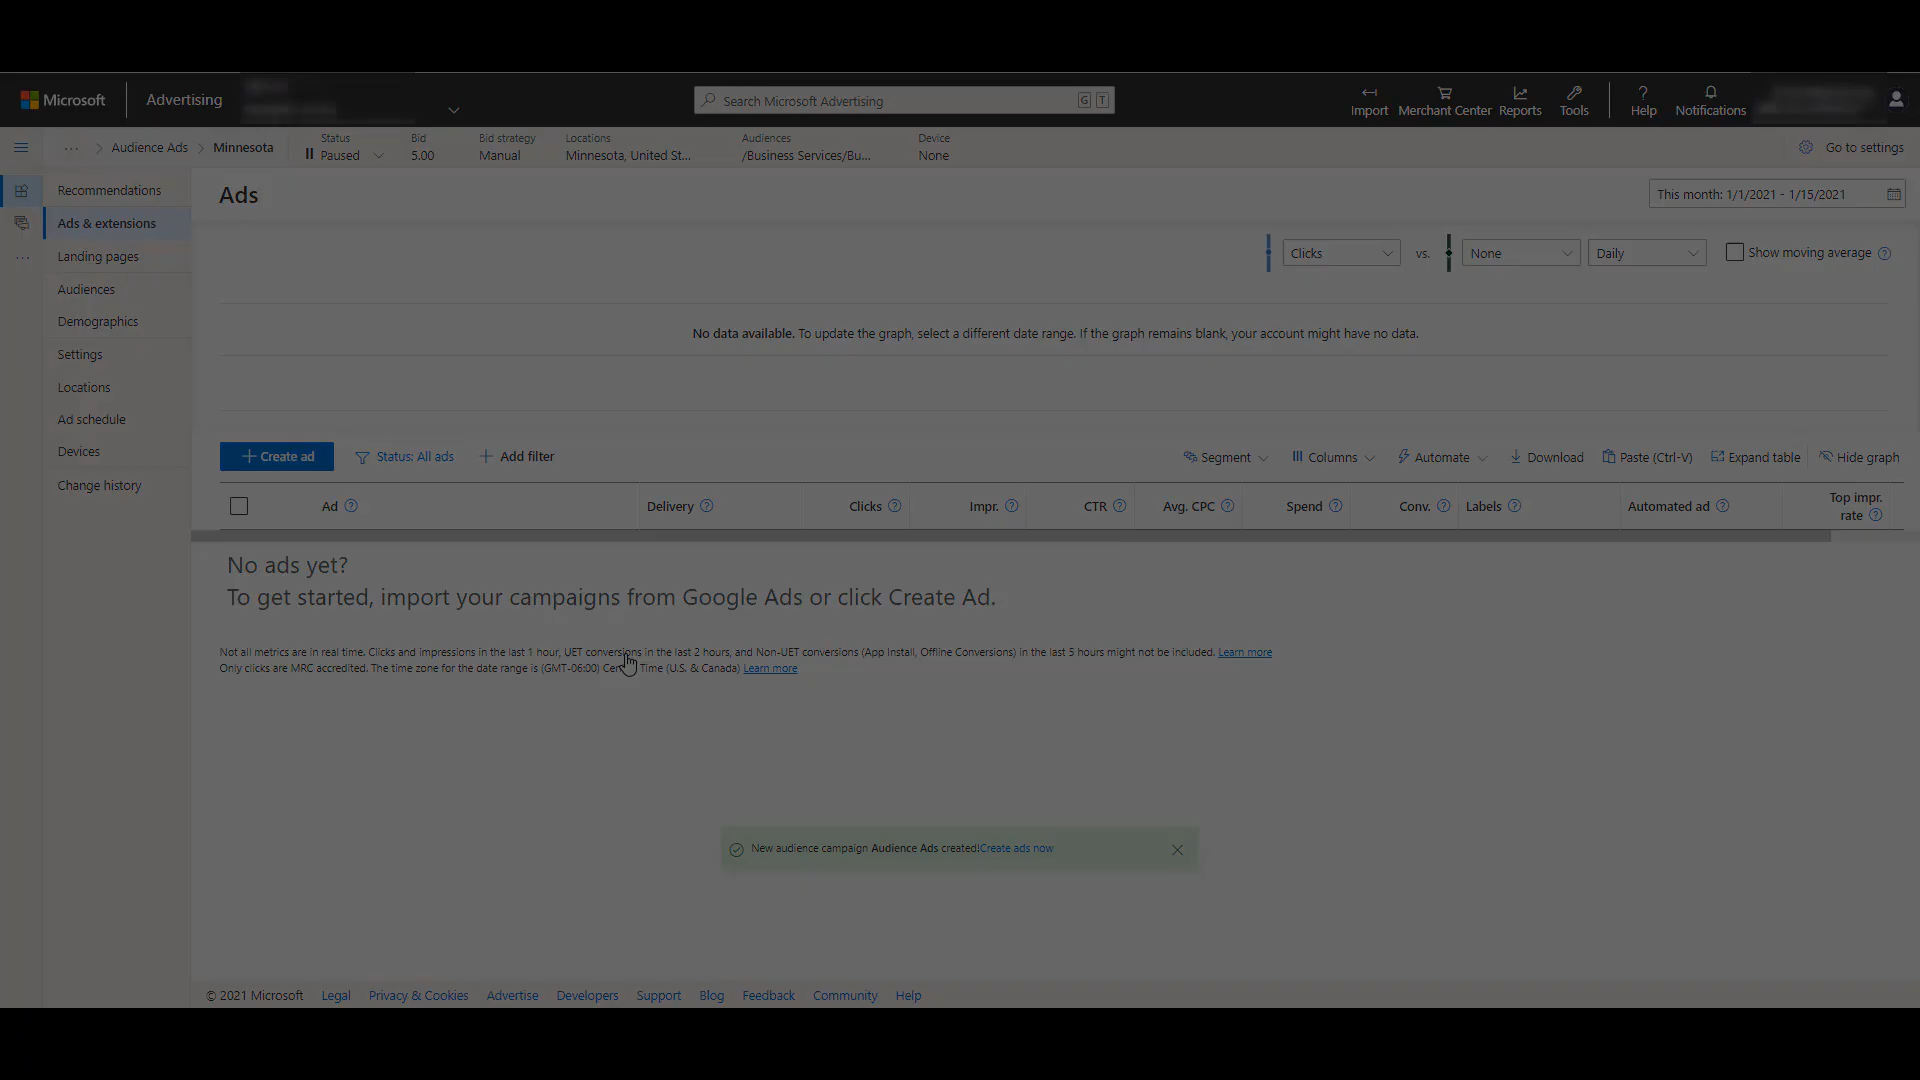 Microsoft
Advertising
Search Microsoft Advertising
G
T
Import
Merchant Center
Reports
Tools
Help
Notifications
...
Audience Ads
Minnesota
Status
Paused
Bid
5.00
Bid strategy
Manual
Locations
Minnesota, United St...
Audiences
/Business Services/Bu...
Device
None
Go to settings
Recommendations
Ads & extensions
Landing pages
Audiences
Demographics
Settings
Locations
Ad schedule
Devices
Change history
Ads
This month: 1/1/2021 - 1/15/2021
Clicks
vs.
None
Daily
Show moving average
No data available. To update the graph, select a different date range. If the graph remains blank, your account might have no data.
Create ad
Status: All ads
Add filter
Segment
Columns
Automate
Download
Paste (Ctrl-V)
Expand table
Hide graph
Ad
Delivery
Clicks
Impr.
CTR
Avg. CPC
Spend
Conv.
Labels
Automated ad
Top impr.
rate
No ads yet?
To get started, import your campaigns from Google Ads or click Create Ad.
Not all metrics are in real time. Clicks and impressions in the last 1 hour, UET conversions in the last 2 hours, and Non-UET conversions (App Install, Offline Conversions) in the last 5 hours might not be included. Learn more
Only clicks are MRC accredited. The time zone for the date range is (GMT-06:00) Cen Time (U.S. & Canada) Learn more
New audience campaign Audience Ads created!Create ads now
© 2021 Microsoft
Legal
Privacy & Cookies
Advertise
Developers
Support
Blog
Feedback
Community
Help